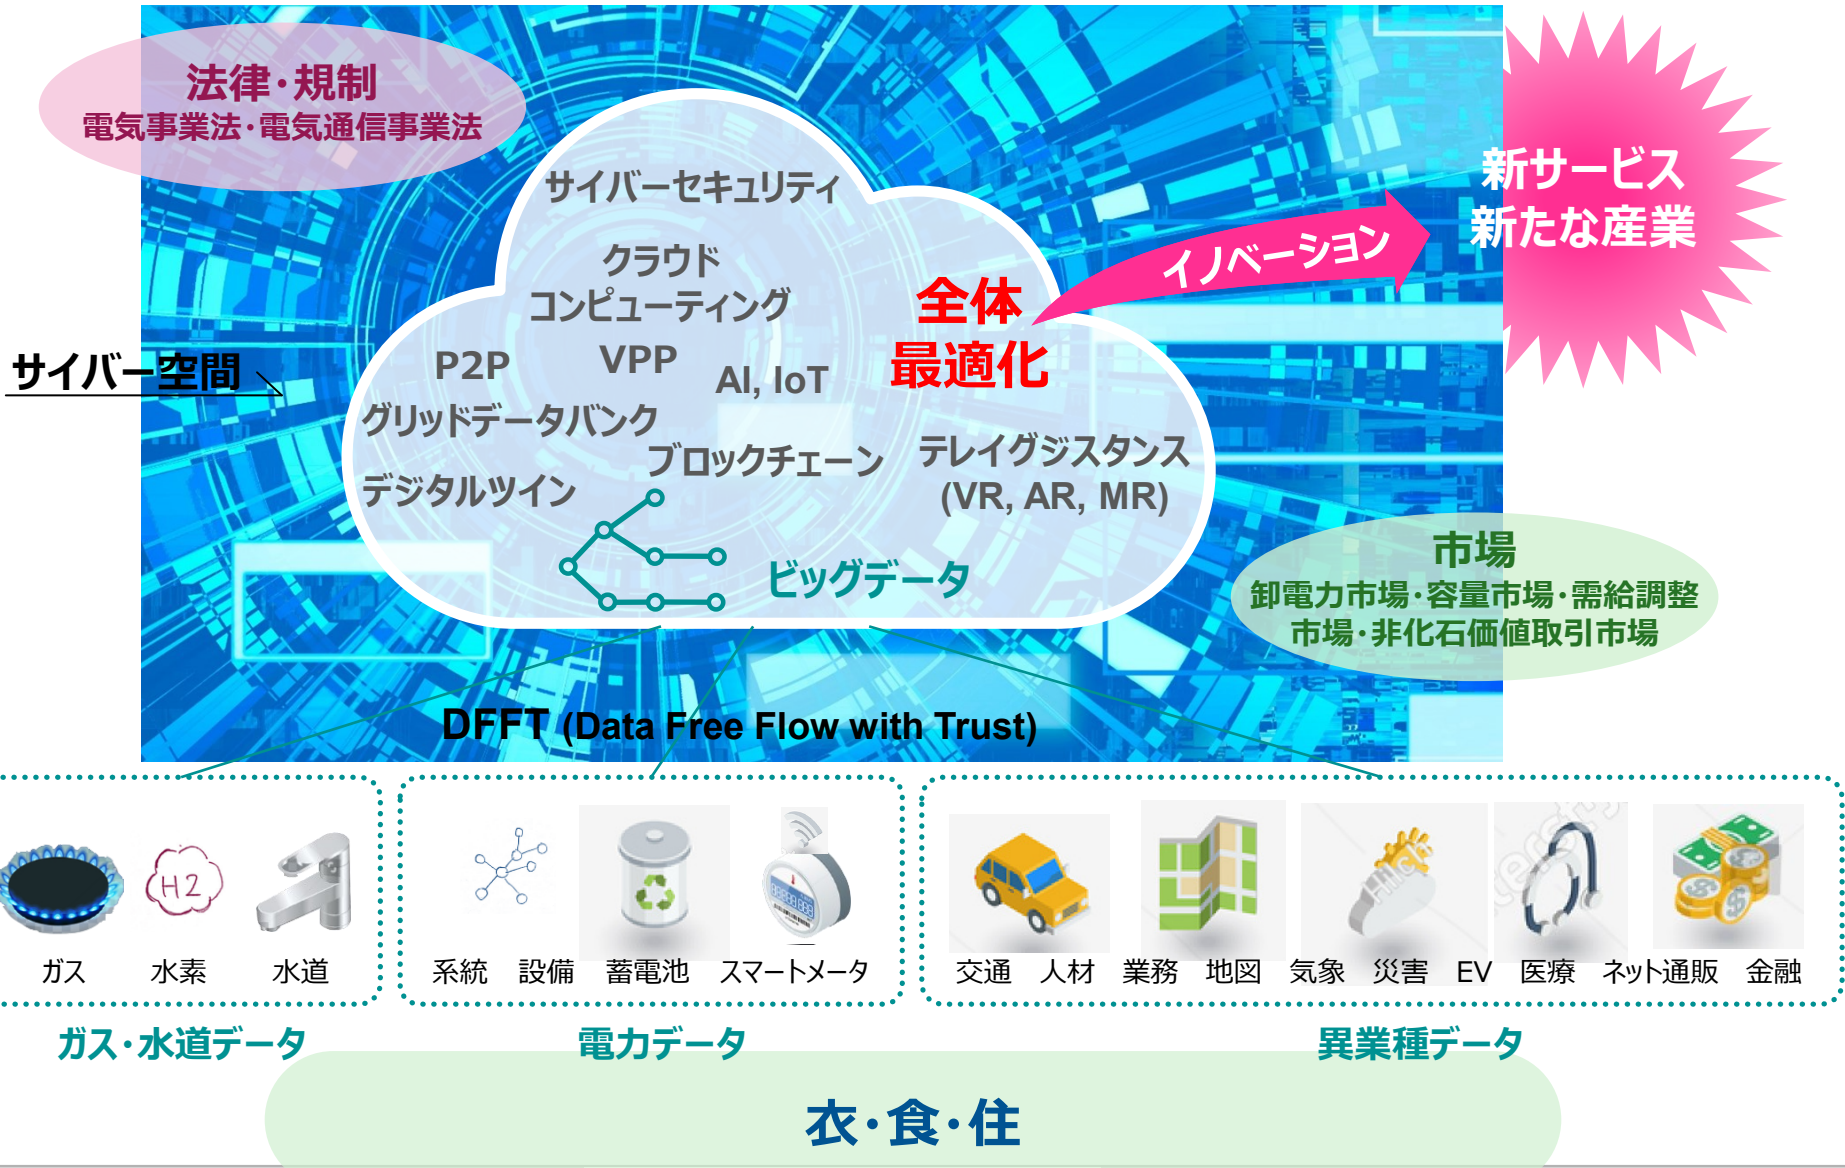 法律・規制
電気事業法・電気通信事業法
サイバーセキュリティ
クラウド
コンピューティング
P2P
VPP
AI, IoT
グリッドデータバンク
ブロックチェーン
デジタルツイン
テレイグジスタンス
(VR, AR, MR)
全体
最適化
イノベーション
新サービス
新たな産業
サイバー空間
ビッグデータ
市場
卸電力市場・容量市場・需給調整
市場・非化石価値取引市場
DFFT (Data Free Flow with Trust)
H2
ガス 水素 水道
系統 設備 蓄電池 スマートメータ
交通 人材 業務 地図 気象 災害 EV 医療 ネット通販 金融
ガス・水道データ
電力データ
異業種データ
衣・食・住